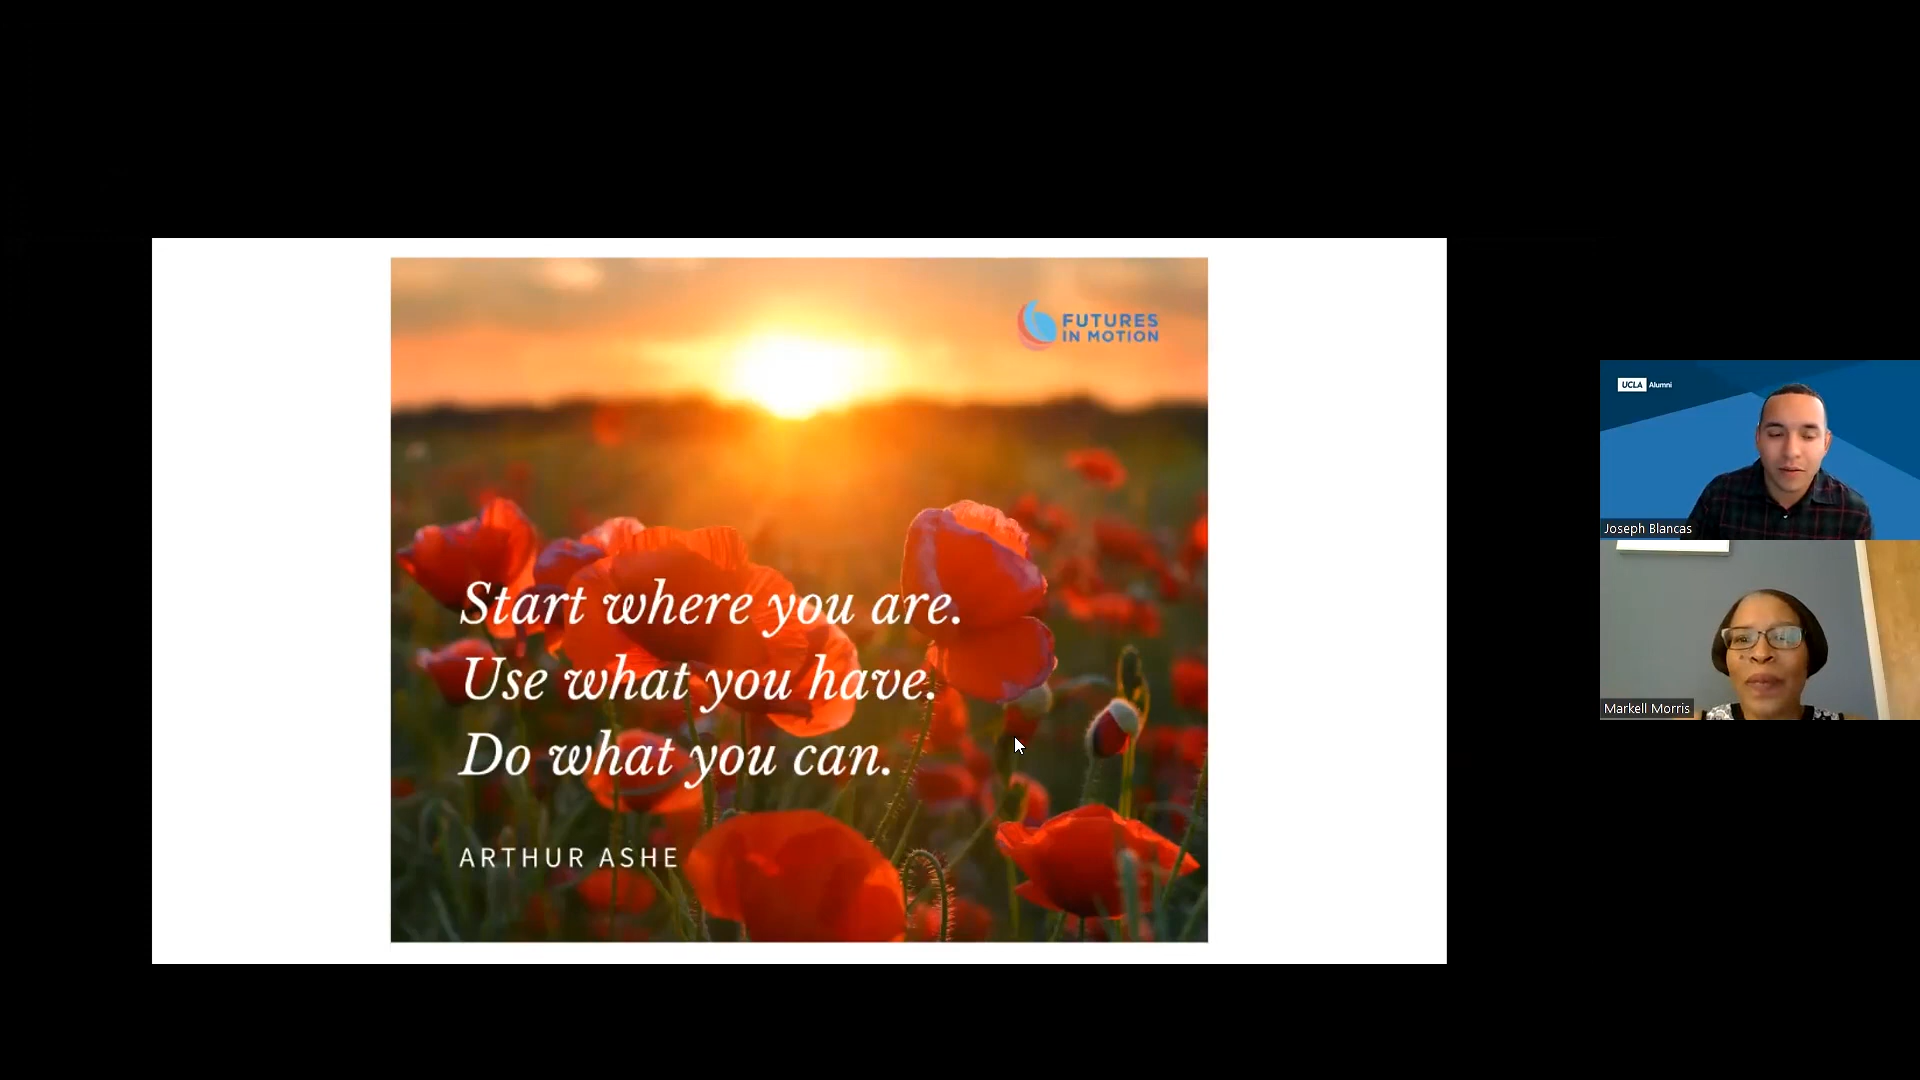 FUTURES
IN MOTION
Start where you are.
Use what you have.
Do what you can.
ARTHUR ASHE
UCLA Alumni
Joseph Blancas
Markell Morris